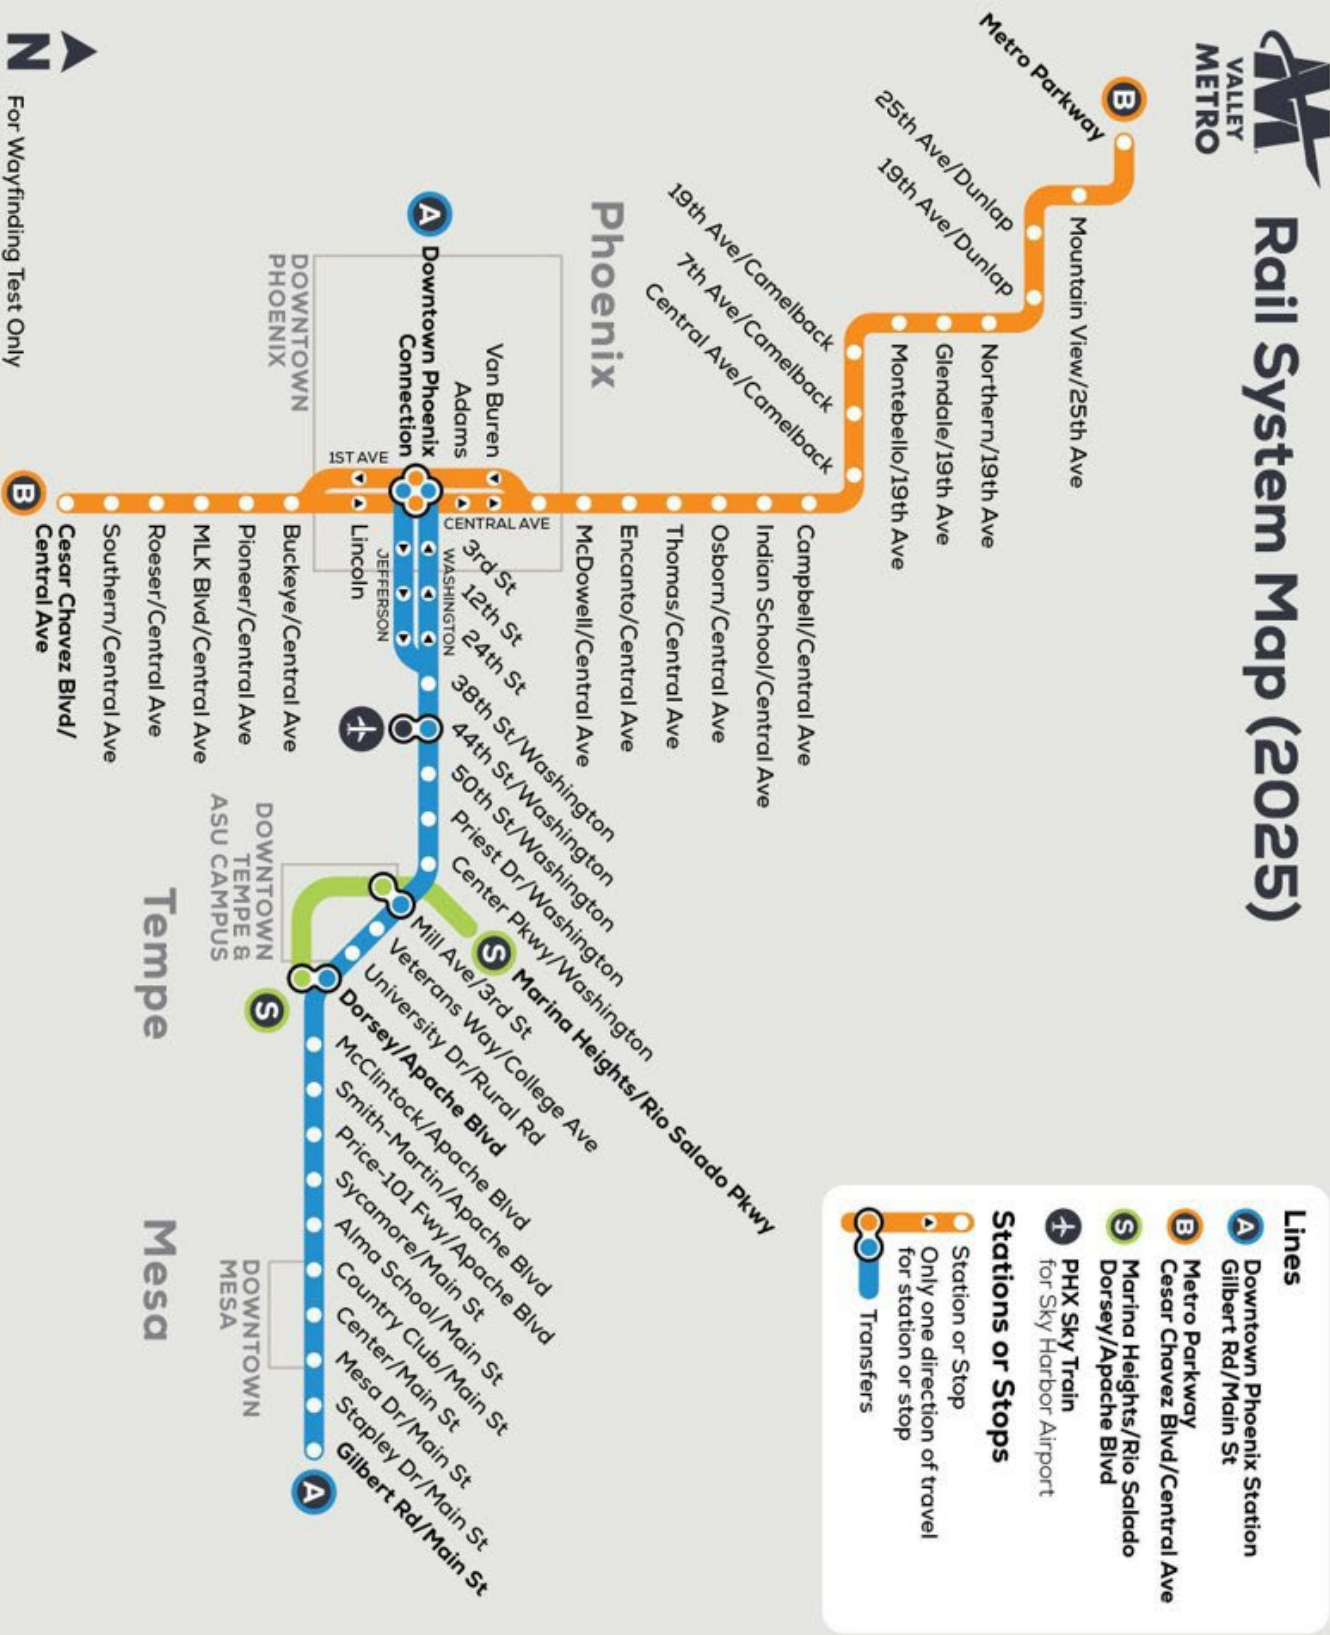 VALLEY
METRO
Rail System Map (2025)
B
Metro Parkway
Mountain View/25th Ave
25th Ave/Dunlap
19th Ave/Dunlap
Northern/19th Ave
Glendale/19th Ave
Montebello/19th Ave
19th Ave/Camelback
7th Ave/Camelback
Central Ave/Camelback
Campbell/Central Ave
Indian School/Central Ave
Osborn/Central Ave
Thomas/Central Ave
Encanto/Central Ave
McDowell/Central Ave
Phoenix
Van Buren
Adams
CENTRAL AVE
A
Downtown Phoenix
Connection
1ST AVE
DOWNTOWN
PHOENIX
WASHINGTON
JEFFERSON
Lincoln
Buckeye/Central Ave
Pioneer/Central Ave
MLK Blvd/Central Ave
Roeser/Central Ave
Southern/Central Ave
Cesar Chavez Blvd/
Central Ave
B
3rd St
12th St
24th St
38th St/Washington
44th St/Washington
50th St/Washington
Priest Dr/Washington
Center Pkwy/Washington
S
Marina Heights/Rio Salado Pkwy
Mill Ave/3rd St
Veterans Way/College Ave
University Dr/Rural Rd
Dorsey/Apache Blvd
S
DOWNTOWN
TEMPE &
ASU CAMPUS
Tempe
McClintock/Apache Blvd
Smith-Martin/Apache Blvd
Price-101 Fwy/Apache Blvd
Sycamore/Main St
Alma School/Main St
Country Club/Main St
Center/Main St
Mesa Dr/Main St
Stapley Dr/Main St
Gilbert Rd/Main St
A
DOWNTOWN
MESA
Mesa
Lines
A
Downtown Phoenix Station
Gilbert Rd/Main St
B
Metro Parkway
Cesar Chavez Blvd/Central Ave
S
Marina Heights/Rio Salado
Dorsey/Apache Blvd
PHX Sky Train
for Sky Harbor Airport
Stations or Stops
Station or Stop
Only one direction of travel
for station or stop
Transfers
N
For Wayfinding Test Only